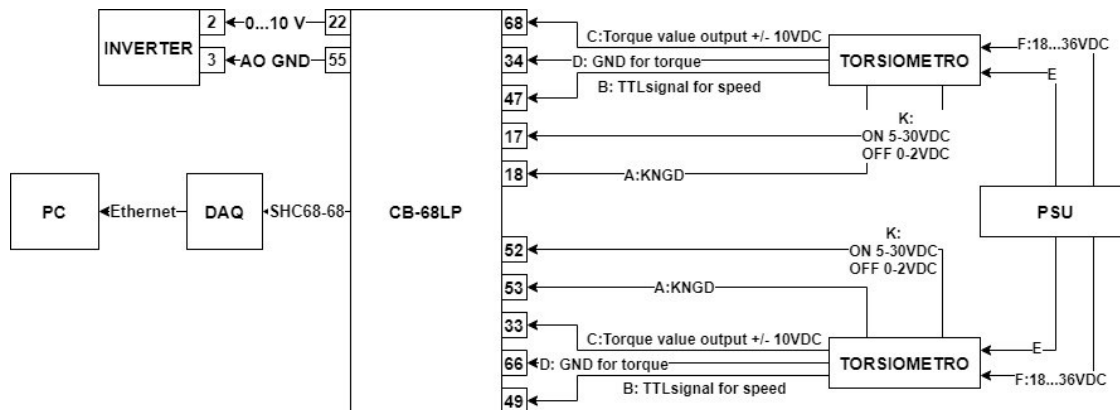 2
0...10 V
22
INVERTER
3
AO GND
55
68
C:Torque value output +/- 10VDC
34
D: GND for torque
47
B: TTLsignal for speed
TORSIOMETRO
F:18...36VDC
E
17
K:
ON 5-30VDC
OFF 0-2VDC
18
A:KNGD
PC
Ethernet
DAQ
SHC68-68
CB-68LP
PSU
52
K:
ON 5-30VDC
OFF 0-2VDC
53
A:KNGD
33
C:Torque value output +/- 10VDC
66
D: GND for torque
49
B: TTLsignal for speed
TORSIOMETRO
E
F:18...36VDC